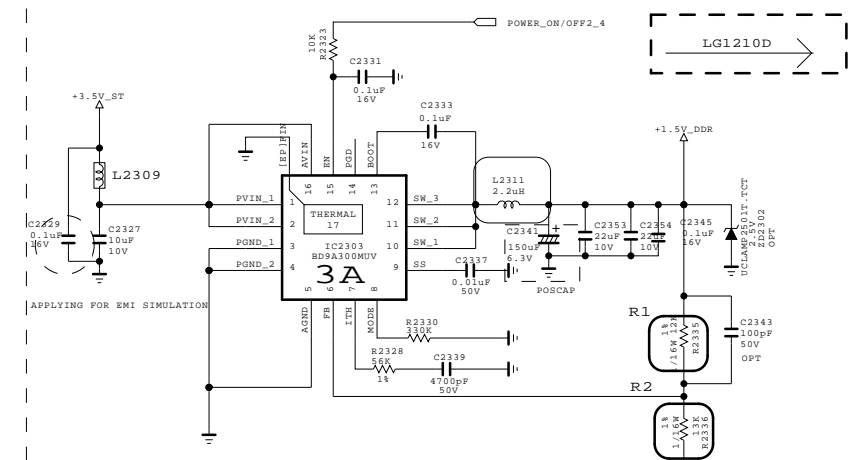 POWER_ON/OFF2_4
LG1210D
10K
R2323
C2331
0.1uF
16V
+3.5V_ST
C2333
0.1uF
16V
+1.5V_DDR
[EP]FIN
AVIN
EN
PGD
BOOT
16
15
14
13
L2309
L2311
2.2uH
PVIN_1
1
12
SW_3
THERMAL
17
PVIN_2
2
11
SW_2
PGND_1
3
10
SW_1
IC2303
BD9A300MUV
PGND_2
4
9
SS
3A
5
6
7
8
AGND
FB
ITH
MODE
C2329
0.1uF
16V
C2327
10uF
10V
APPLYING FOR EMI SIMULATION
C2341
150uF
6.3V
POSCAP
C2353
22uF
10V
C2354
22uF
10V
C2345
0.1uF
16V
UCLAMP2501T.TCT
2.5V
ZD2302
OPT
C2337
0.01uF
50V
R2330
330K
R2328
56K
1%
C2339
4700pF
50V
R1
1%
1/16W
12K
R2335
C2343
100pF
50V
OPT
R2
1%
1/16W
13K
R2336